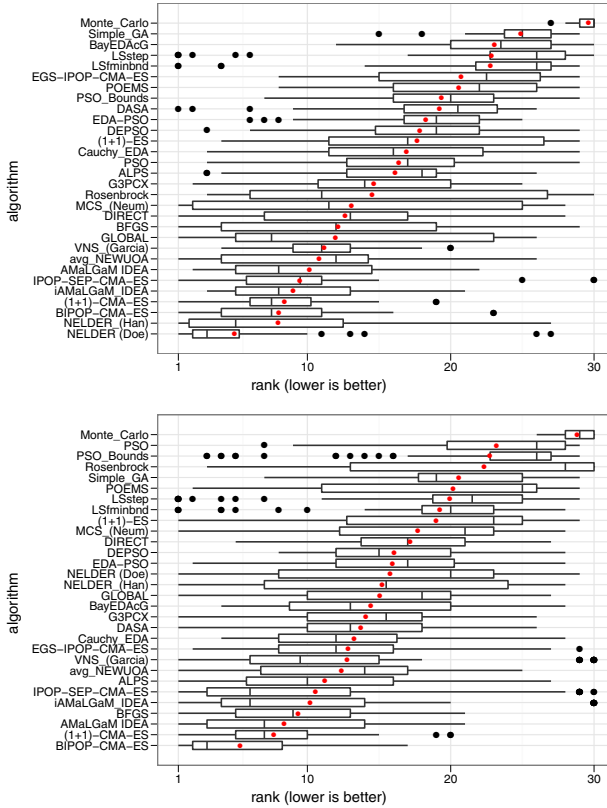 Monte_Carlo
Simple_GA
BayEDAcG
LSstep
LSfminbnd
EGS-IPOP-CMA-ES
POEMS
PSO_Bounds
DASA
EDA-PSO
DEPSO
(1+1)-ES
Cauchy_EDA
PSO
ALPS
G3PCX
Rosenbrock
MCS_(Neum)
DIRECT
BFGS
GLOBAL
VNS_(Garcia)
avg_NEWUOA
AMaLGaM IDEA
IPOP-SEP-CMA-ES
iAMaLGaM_IDEA
(1+1)-CMA-ES
BIPOP-CMA-ES
NELDER_(Han)
NELDER (Doe)
algorithm
1 10 20 30
rank (lower is better)
Monte_Carlo
PSO
PSO_Bounds
Rosenbrock
Simple_GA
POEMS
LSstep
LSfminbnd
(1+1)-ES
MCS_(Neum)
DIRECT
DEPSO
EDA-PSO
NELDER (Doe)
NELDER_(Han)
GLOBAL
BayEDAcG
G3PCX
DASA
Cauchy_EDA
EGS-IPOP-CMA-ES
VNS_(Garcia)
avg_NEWUOA
ALPS
IPOP-SEP-CMA-ES
iAMaLGaM_IDEA
BFGS
AMaLGaM IDEA
(1+1)-CMA-ES
BIPOP-CMA-ES
algorithm
1 10 20 30
rank (lower is better)